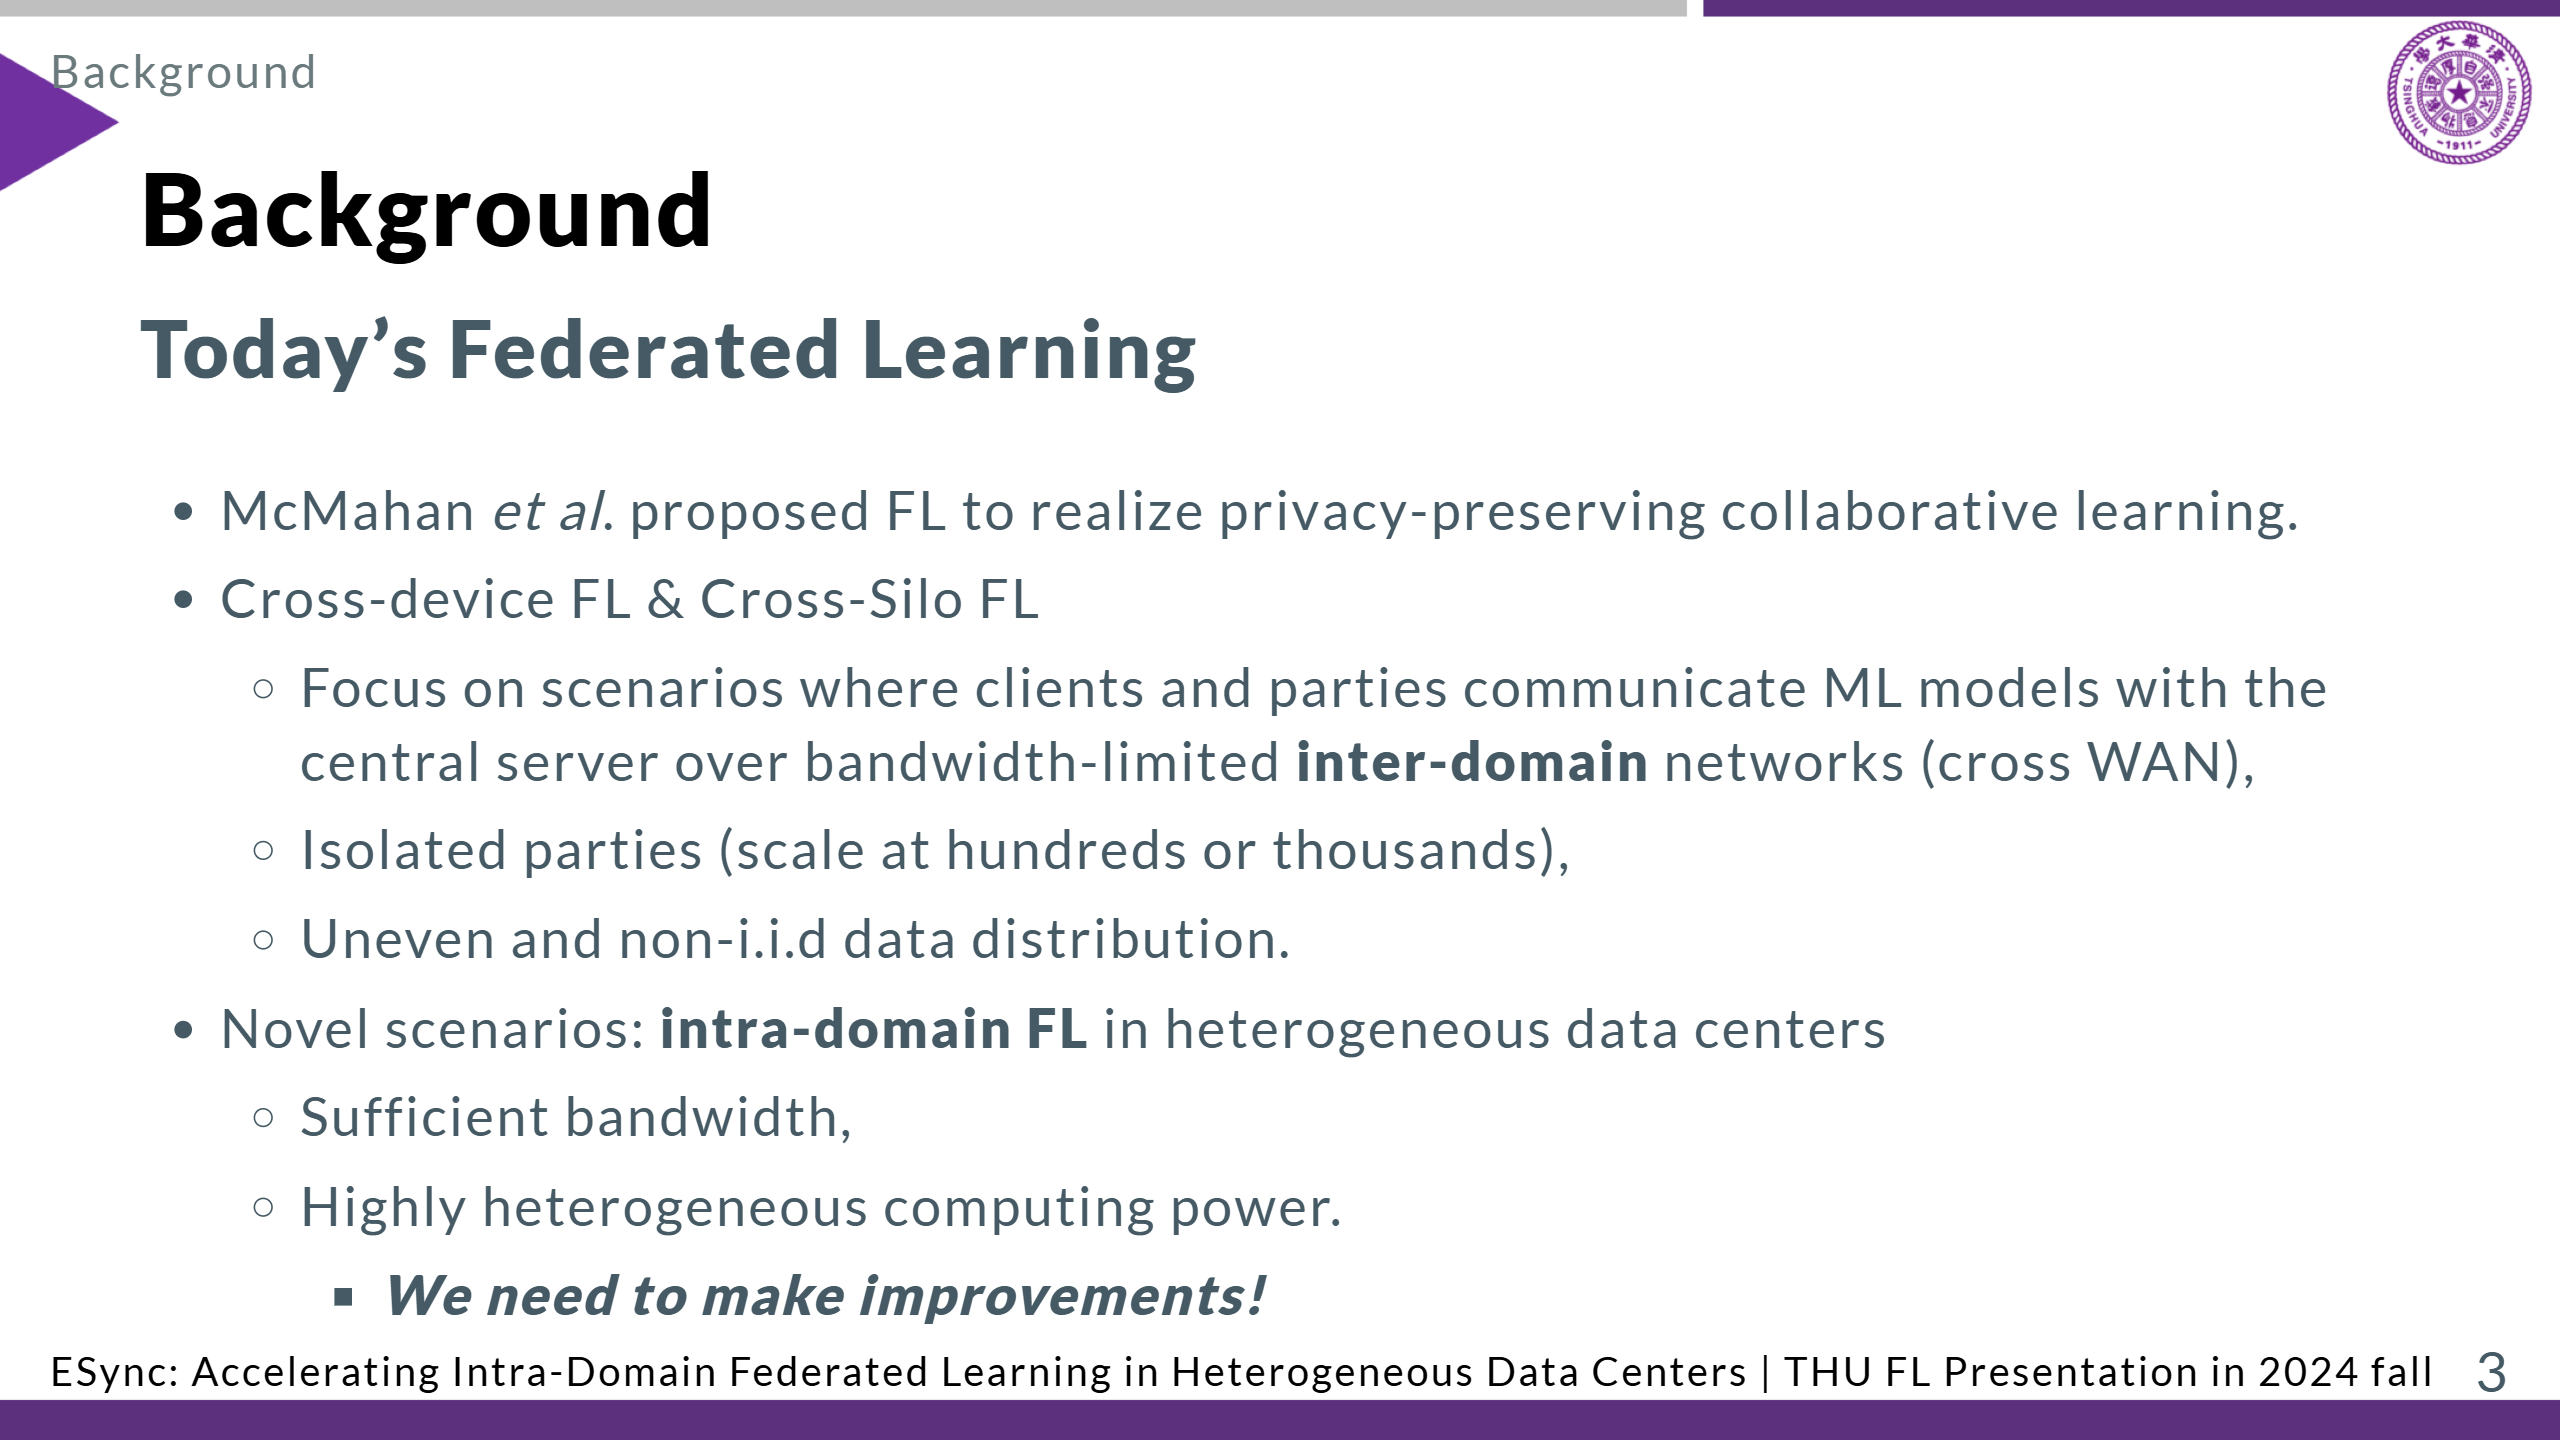 Background
TSINGHUA UNIVERSITY
-1911-
Background
Today’s Federated Learning
• McMahan et al. proposed FL to realize privacy-preserving collaborative learning.
• Cross-device FL & Cross-Silo FL
○ Focus on scenarios where clients and parties communicate ML models with the
central server over bandwidth-limited inter-domain networks (cross WAN),
○ Isolated parties (scale at hundreds or thousands),
○ Uneven and non-i.i.d data distribution.
• Novel scenarios: intra-domain FL in heterogeneous data centers
○ Sufficient bandwidth,
○ Highly heterogeneous computing power.
▪ We need to make improvements!
ESync: Accelerating Intra-Domain Federated Learning in Heterogeneous Data Centers | THU FL Presentation in 2024 fall 3